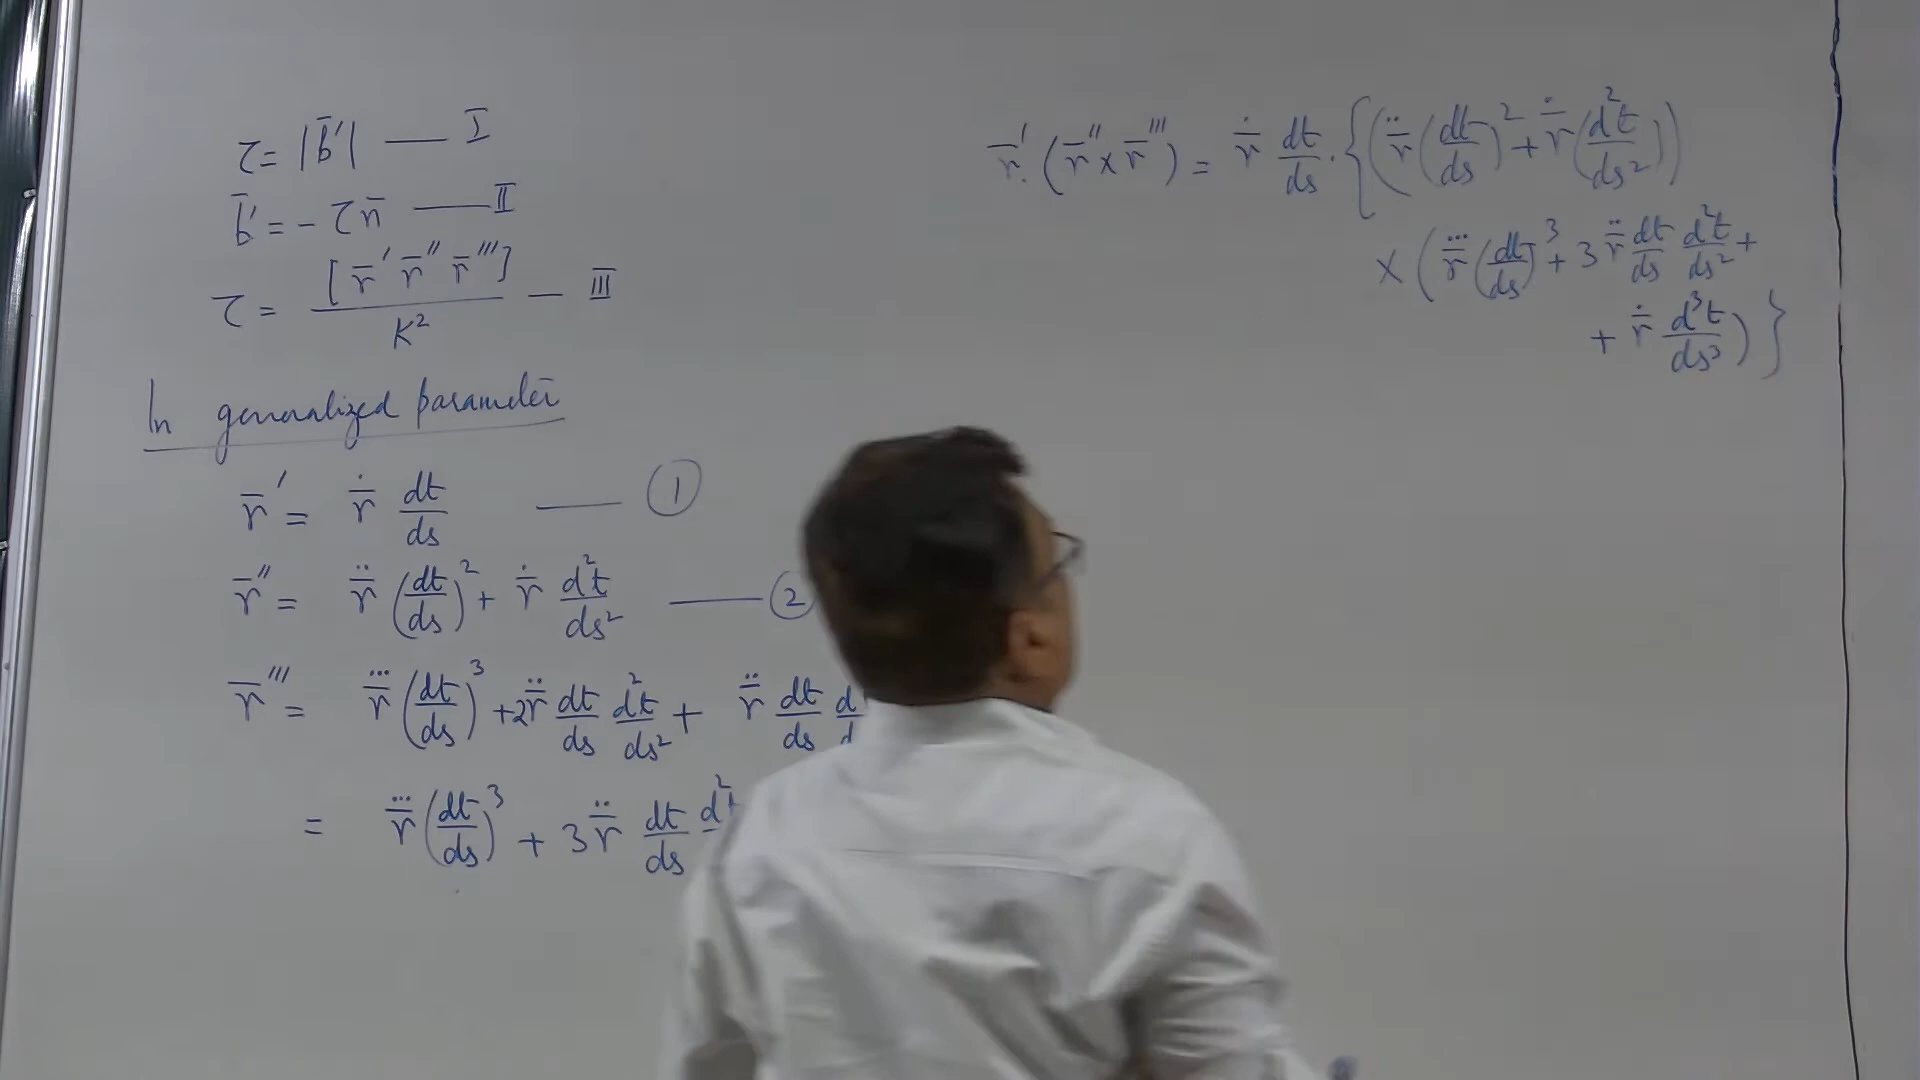 τ = |b̅′| — I
b̅′ = - τ n̅ — II
τ = [r̅′ r̅″ r̅‴] / K² — III
In generalized parameter
r̅′ = ṙ̅ dt/ds — ①
r̅″ = r̅̈ (dt/ds)² + ṙ̅ d²t/ds² — ②
r̅‴ = r̅⃛ (dt/ds)³ + 2r̅̈ dt/ds d²t/ds² + r̅̈ dt/ds
= r̅⃛ (dt/ds)³ + 3r̅̈ dt/ds
r̅′. (r̅″ × r̅‴) = ṙ̅ dt/ds . {(r̅̈ (dt/ds)² + ṙ̅ (d²t/ds²))
× (r̅⃛ (dt/ds)³ + 3 r̅̈ dt/ds d²t/ds² +
+ ṙ̅ d³t/ds³)}